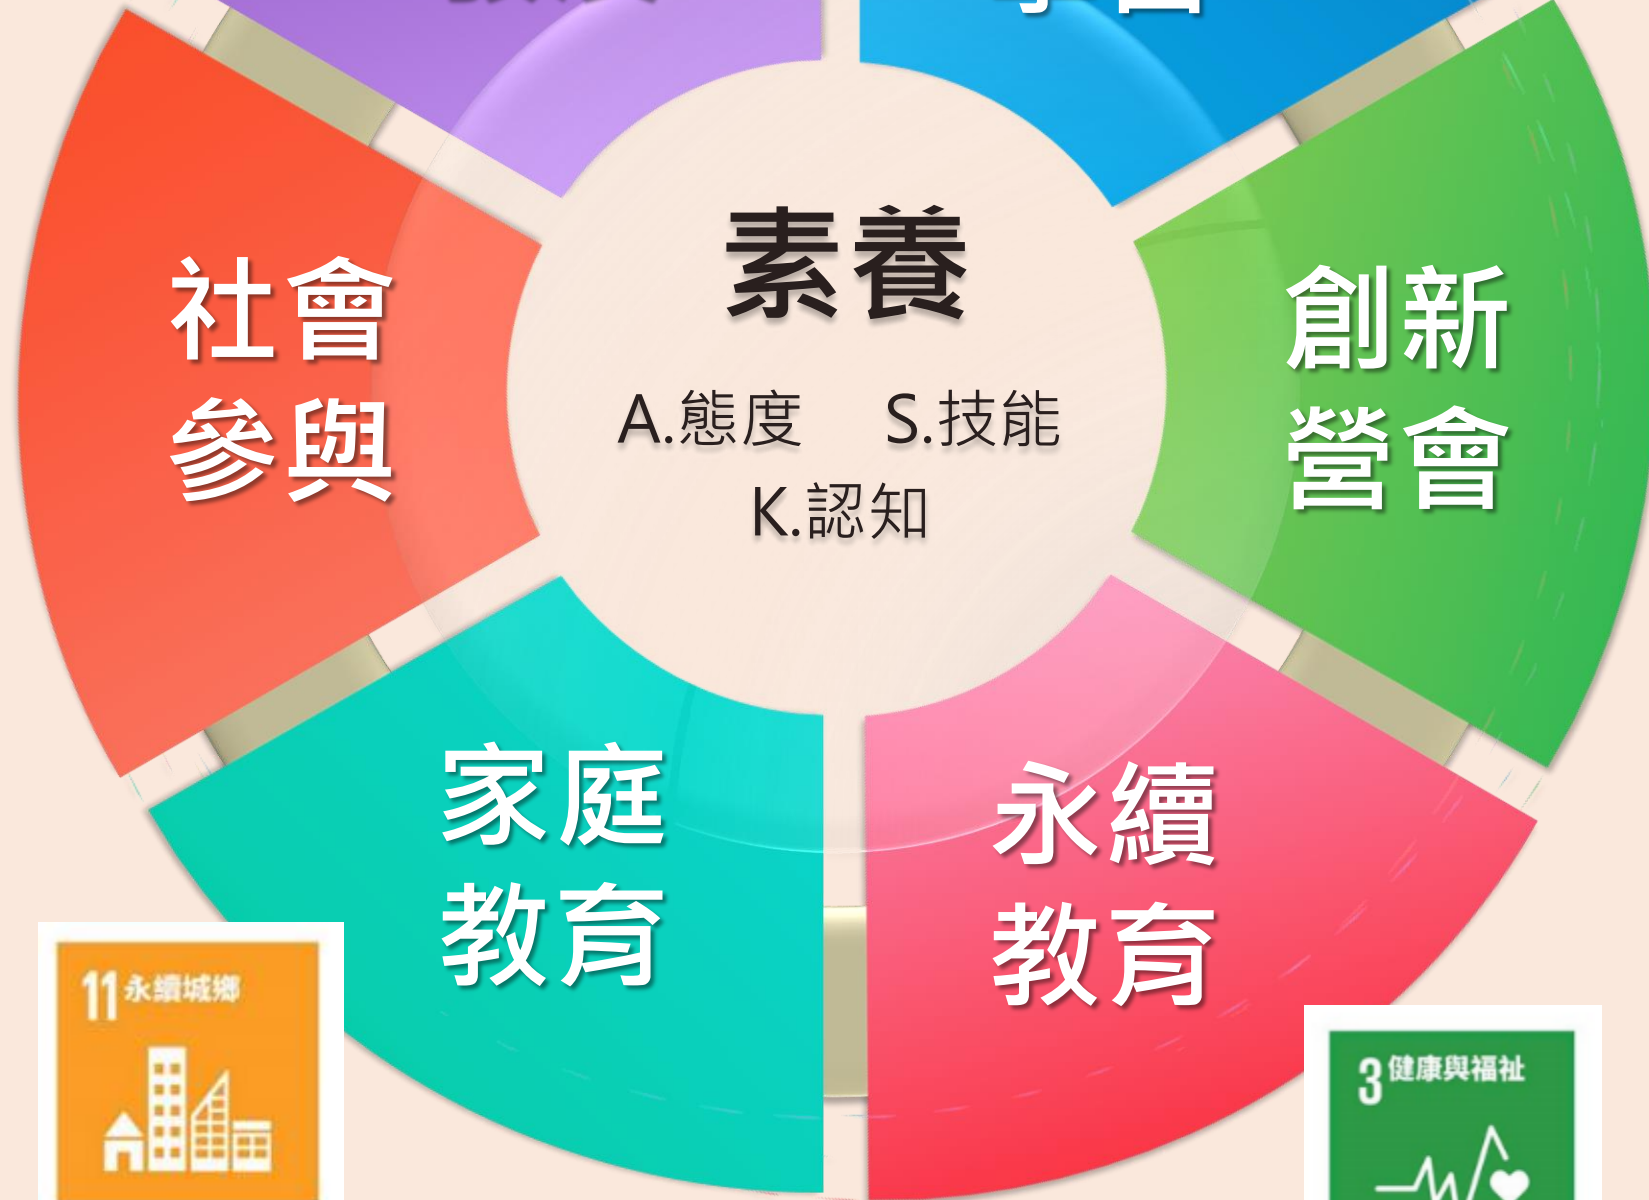 素養
A.態度 S.技能
K.認知
社會
參與
創新
營會
家庭
教育
永續
教育
11 永續城鄉
3 健康與福祉